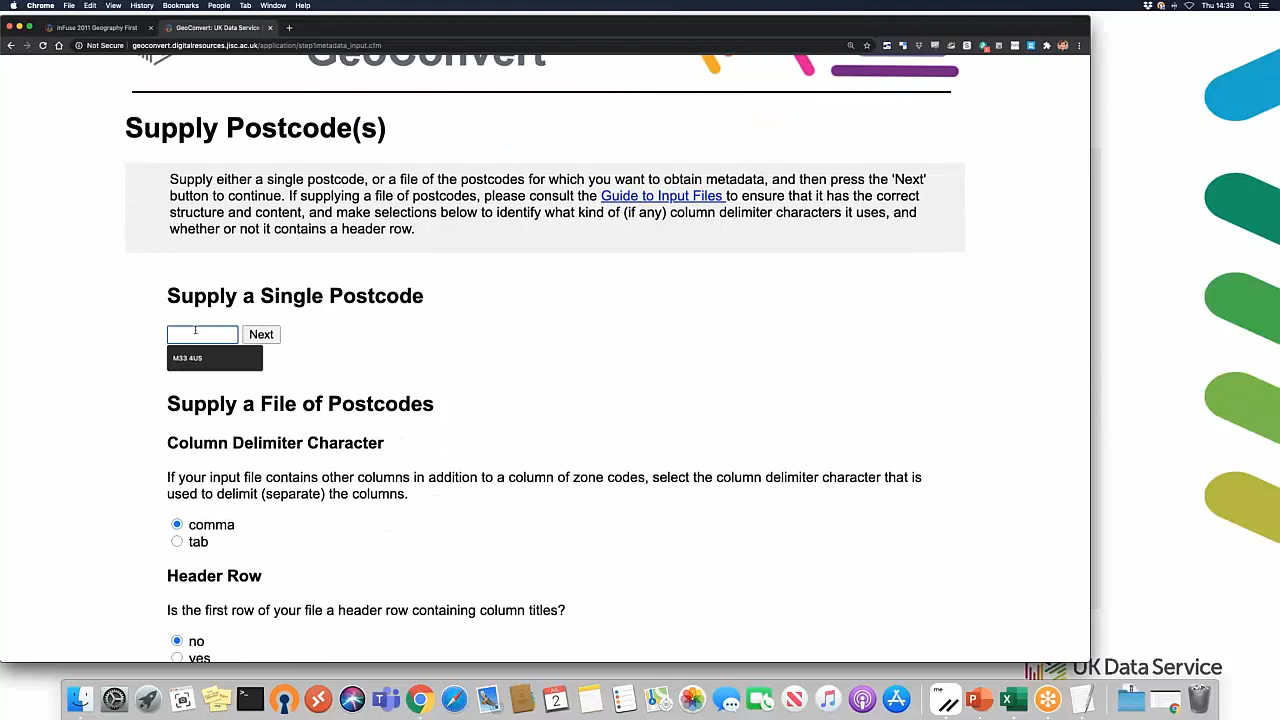 Chrome File Edit View History Bookmarks People Tab Window Help
Thu 14:39
InFuse 2011 Geography First
GeoConvert: UK Data Service
Not Secure | geoconvert.digitalresources.jisc.ac.uk/application/step1metadata_input.cfm
GeoConvert
Supply Postcode(s)
Supply either a single postcode, or a file of the postcodes for which you want to obtain metadata, and then press the 'Next'
button to continue. If supplying a file of postcodes, please consult the Guide to Input Files to ensure that it has the correct
structure and content, and make selections below to identify what kind of (if any) column delimiter characters it uses, and
whether or not it contains a header row.
Supply a Single Postcode
Next
M33 4US
Supply a File of Postcodes
Column Delimiter Character
If your input file contains other columns in addition to a column of zone codes, select the column delimiter character that is
used to delimit (separate) the columns.
comma
tab
Header Row
Is the first row of your file a header row containing column titles?
no
yes
UK Data Service
JUL
2
me